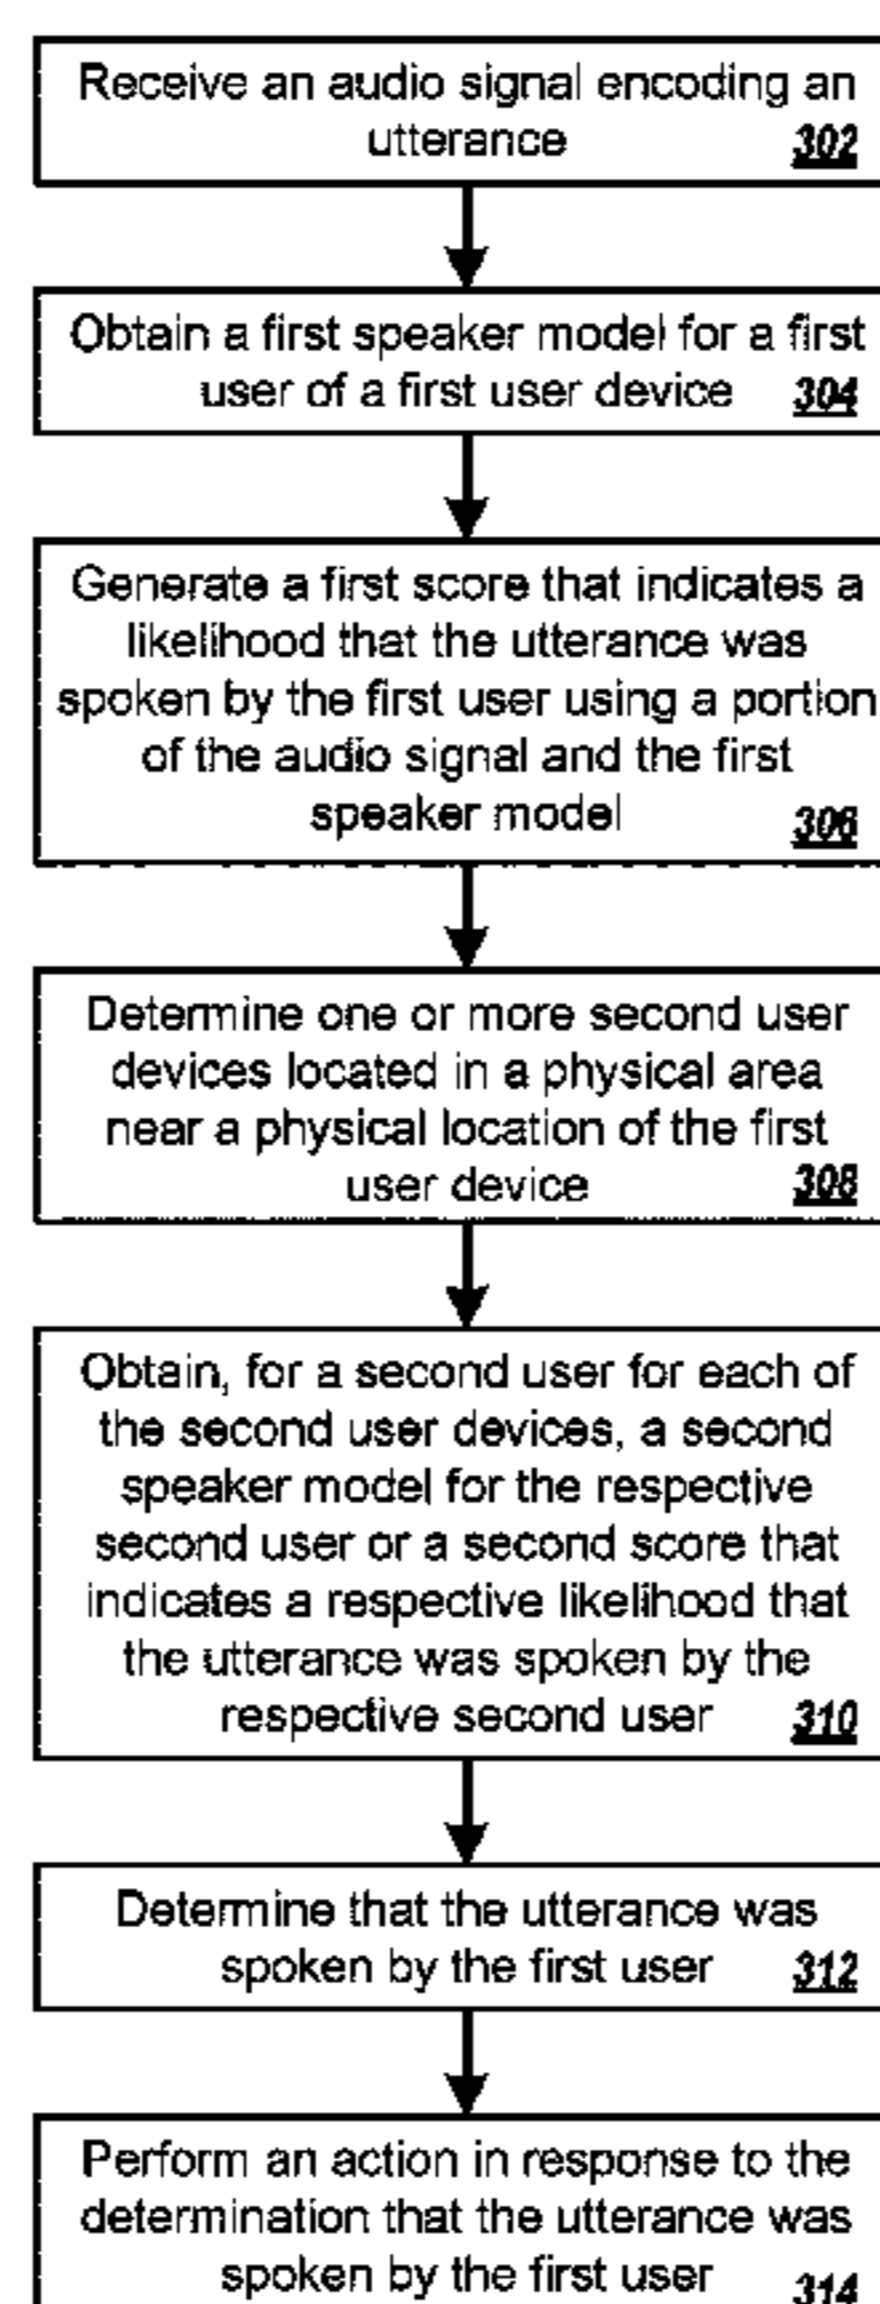 Receive an audio signal encoding an
utterance 302
Obtain a first speaker model for a first
user of a first user device 304
Generate a first score that indicates a
likelihood that the utterance was
spoken by the first user using a portion
of the audio signal and the first
speaker model 306
Determine one or more second user
devices located in a physical area
near a physical location of the first
user device 308
Obtain, for a second user for each of
the second user devices, a second
speaker model for the respective
second user or a second score that
indicates a respective likelihood that
the utterance was spoken by the
respective second user 310
Determine that the utterance was
spoken by the first user 312
Perform an action in response to the
determination that the utterance was
spoken by the first user 314